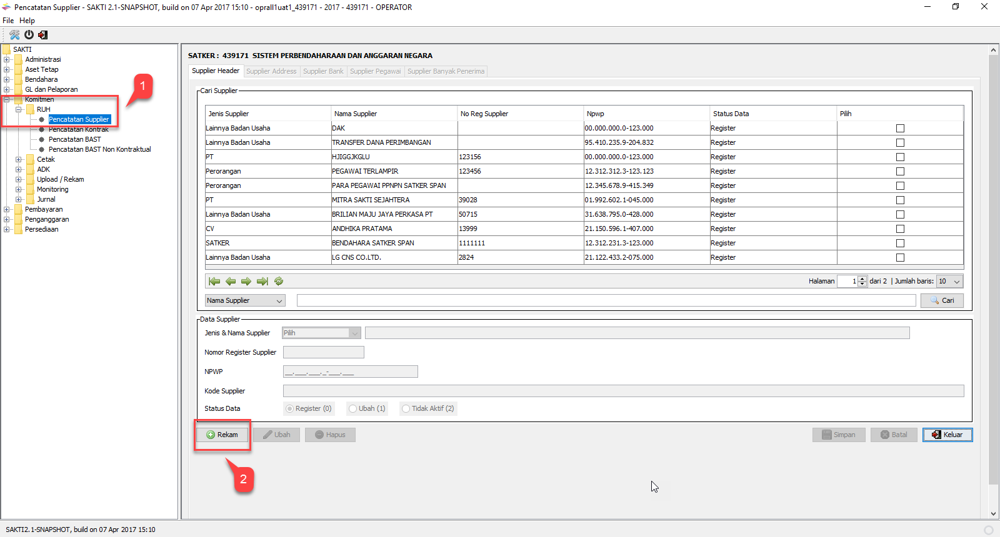 Pencatatan Supplier - SAKTI 2.1-SNAPSHOT, build on 07 Apr 2017 15:10 - oprall1uat1_439171 - 2017 - 439171 - OPERATOR
File Help
SAKTI
Administrasi
Aset Tetap
Bendahara
GL dan Pelaporan
Komitmen
RUH
Pencatatan Supplier
Pencatatan Kontrak
Pencatatan BAST
Pencatatan BAST Non Kontraktual
Cetak
ADK
Upload / Rekam
Monitoring
Jurnal
Pembayaran
Penganggaran
Persediaan
1
SATKER : 439171 SISTEM PERBENDAHARAAN DAN ANGGARAN NEGARA
Supplier Header Supplier Address Supplier Bank Supplier Pegawai Supplier Banyak Penerima
Cari Supplier
Jenis Supplier Nama Supplier No Reg Supplier Npwp Status Data Pilih
Lainnya Badan Usaha DAK 00.000.000.0-123.000 Register
Lainnya Badan Usaha TRANSFER DANA PERIMBANGAN 95.410.235.9-204.832 Register
PT HJIGGJKGLU 123156 00.000.000.0-123.000 Register
Perorangan PEGAWAI TERLAMPIR 123456 12.312.312.3-123.123 Register
Perorangan PARA PEGAWAI PPNPN SATKER SPAN 12.345.678.9-415.349 Register
PT MITRA SAKTI SEJAHTERA 39028 01.992.602.1-045.000 Register
Lainnya Badan Usaha BRILIAN MAJU JAYA PERKASA PT 50715 31.638.795.0-428.000 Register
CV ANDHIKA PRATAMA 13999 21.150.596.1-407.000 Register
SATKER BENDAHARA SATKER SPAN 1111111 12.312.231.3-123.000 Register
Lainnya Badan Usaha LG CNS CO.LTD. 2824 21.122.433.2-075.000 Register
Halaman 1 dari 2 | Jumlah baris: 10
Nama Supplier Cari
Data Supplier
Jenis & Nama Supplier Pilih
Nomor Register Supplier
NPWP __.___.___._-___.___
Kode Supplier
Status Data Register (0) Ubah (1) Tidak Aktif (2)
Rekam Ubah Hapus Simpan Batal Keluar
2
SAKTI2.1-SNAPSHOT, build on 07 Apr 2017 15:10